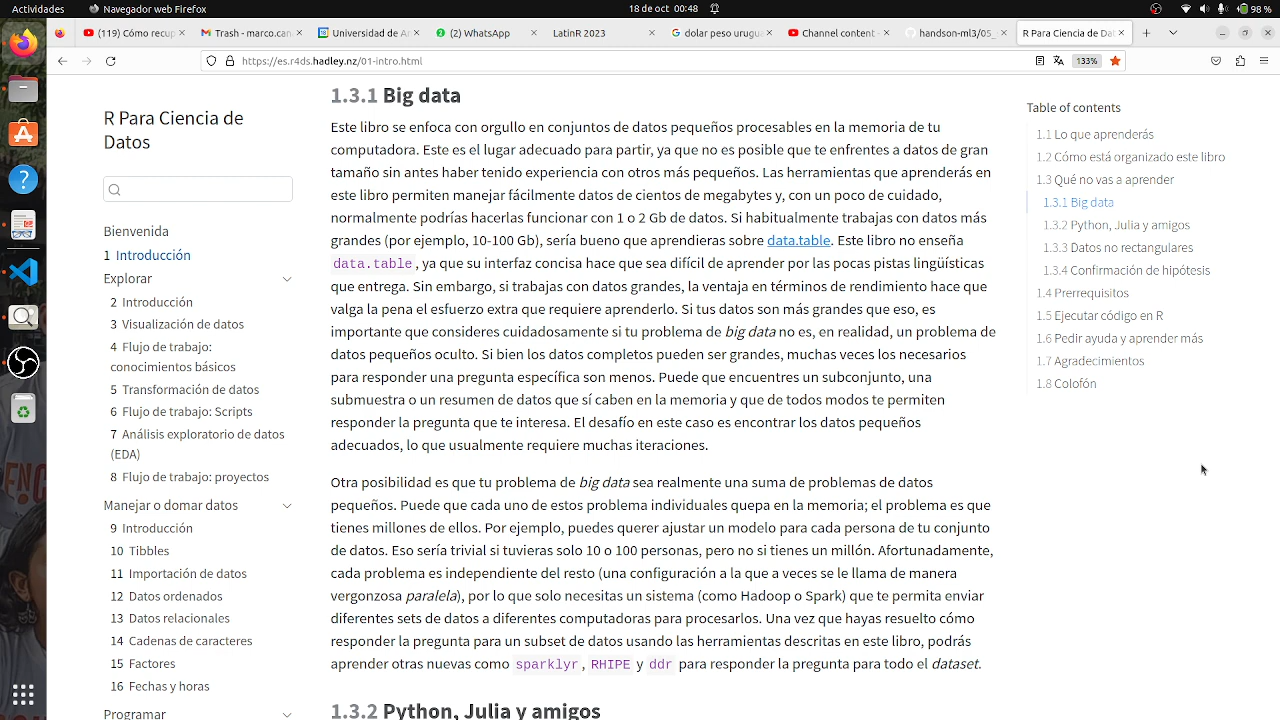 Actividades
Navegador web Firefox
18 de oct 00:48
98 %
(119) Cómo recup
Trash - marco.can
Universidad de Ar
(2) WhatsApp
LatinR 2023
dolar peso urugua
Channel content -
handson-ml3/05_
R Para Ciencia de Dat
https://es.r4ds.hadley.nz/01-intro.html
133%
R Para Ciencia de
Datos
Bienvenida
1 Introducción
Explorar
2 Introducción
3 Visualización de datos
4 Flujo de trabajo:
conocimientos básicos
5 Transformación de datos
6 Flujo de trabajo: Scripts
7 Análisis exploratorio de datos
(EDA)
8 Flujo de trabajo: proyectos
Manejar o domar datos
9 Introducción
10 Tibbles
11 Importación de datos
12 Datos ordenados
13 Datos relacionales
14 Cadenas de caracteres
15 Factores
16 Fechas y horas
Programar
1.3.1 Big data
Este libro se enfoca con orgullo en conjuntos de datos pequeños procesables en la memoria de tu
computadora. Este es el lugar adecuado para partir, ya que no es posible que te enfrentes a datos de gran
tamaño sin antes haber tenido experiencia con otros más pequeños. Las herramientas que aprenderás en
este libro permiten manejar fácilmente datos de cientos de megabytes y, con un poco de cuidado,
normalmente podrías hacerlas funcionar con 1 o 2 Gb de datos. Si habitualmente trabajas con datos más
grandes (por ejemplo, 10-100 Gb), sería bueno que aprendieras sobre data.table. Este libro no enseña
data.table, ya que su interfaz concisa hace que sea difícil de aprender por las pocas pistas lingüísticas
que entrega. Sin embargo, si trabajas con datos grandes, la ventaja en términos de rendimiento hace que
valga la pena el esfuerzo extra que requiere aprenderlo. Si tus datos son más grandes que eso, es
importante que consideres cuidadosamente si tu problema de big data no es, en realidad, un problema de
datos pequeños oculto. Si bien los datos completos pueden ser grandes, muchas veces los necesarios
para responder una pregunta específica son menos. Puede que encuentres un subconjunto, una
submuestra o un resumen de datos que sí caben en la memoria y que de todos modos te permiten
responder la pregunta que te interesa. El desafío en este caso es encontrar los datos pequeños
adecuados, lo que usualmente requiere muchas iteraciones.
Otra posibilidad es que tu problema de big data sea realmente una suma de problemas de datos
pequeños. Puede que cada uno de estos problema individuales quepa en la memoria; el problema es que
tienes millones de ellos. Por ejemplo, puedes querer ajustar un modelo para cada persona de tu conjunto
de datos. Eso sería trivial si tuvieras solo 10 o 100 personas, pero no si tienes un millón. Afortunadamente,
cada problema es independiente del resto (una configuración a la que a veces se le llama de manera
vergonzosa paralela), por lo que solo necesitas un sistema (como Hadoop o Spark) que te permita enviar
diferentes sets de datos a diferentes computadoras para procesarlos. Una vez que hayas resuelto cómo
responder la pregunta para un subset de datos usando las herramientas descritas en este libro, podrás
aprender otras nuevas como sparklyr, RHIPE y ddr para responder la pregunta para todo el dataset.
1.3.2 Python, Julia y amigos
Table of contents
1.1 Lo que aprenderás
1.2 Cómo está organizado este libro
1.3 Qué no vas a aprender
1.3.1 Big data
1.3.2 Python, Julia y amigos
1.3.3 Datos no rectangulares
1.3.4 Confirmación de hipótesis
1.4 Prerrequisitos
1.5 Ejecutar código en R
1.6 Pedir ayuda y aprender más
1.7 Agradecimientos
1.8 Colofón